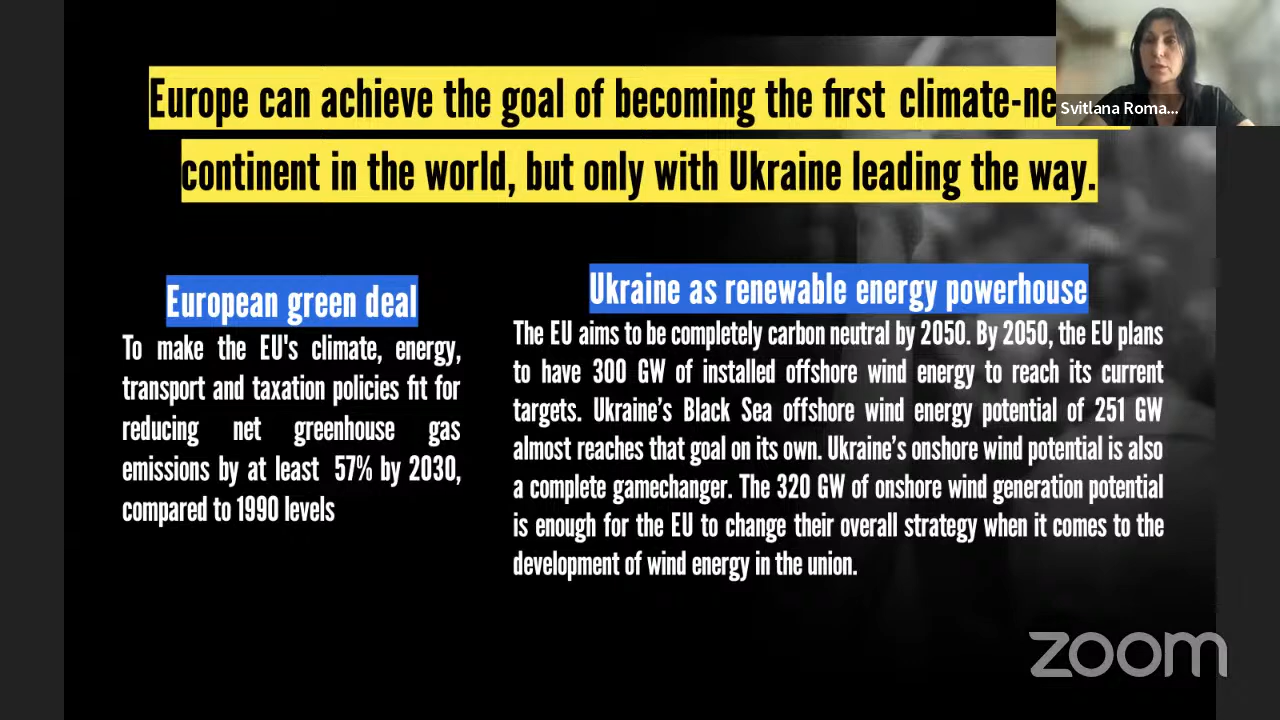 Europe can achieve the goal of becoming the first climate-ne
continent in the world, but only with Ukraine leading the way.
Svitlana Roma...
European green deal
To make the EU's climate, energy,
transport and taxation policies fit for
reducing net greenhouse gas
emissions by at least 57% by 2030,
compared to 1990 levels
Ukraine as renewable energy powerhouse
The EU aims to be completely carbon neutral by 2050. By 2050, the EU plans
to have 300 GW of installed offshore wind energy to reach its current
targets. Ukraine’s Black Sea offshore wind energy potential of 251 GW
almost reaches that goal on its own. Ukraine’s onshore wind potential is also
a complete gamechanger. The 320 GW of onshore wind generation potential
is enough for the EU to change their overall strategy when it comes to the
development of wind energy in the union.
zoom